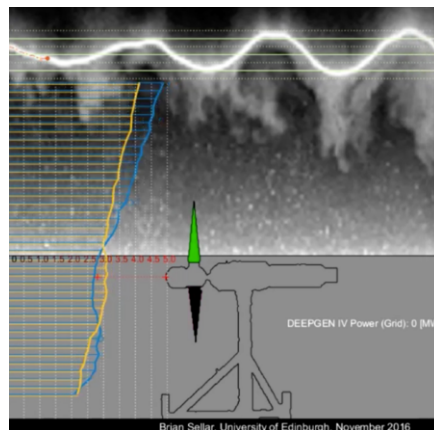 0 0.5 1.0 1.5 2.0 2.5 3.0 3.5 4.0 4.5 5.0
DEEPGEN IV Power (Grid): 0 [MW
Brian Sellar, University of Edinburgh, November 2016